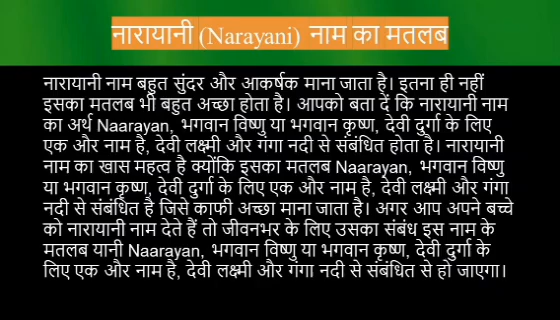 नारायानी (Narayani) नाम का मतलब
नारायानी नाम बहुत सुंदर और आकर्षक माना जाता है। इतना ही नहीं
इसका मतलब भी बहुत अच्छा होता है। आपको बता दें कि नारायानी नाम
का अर्थ Naarayan, भगवान विष्णु या भगवान कृष्ण, देवी दुर्गा के लिए
एक और नाम है, देवी लक्ष्मी और गंगा नदी से संबंधित होता है। नारायानी
नाम का खास महत्व है क्योंकि इसका मतलब Naarayan, भगवान विष्णु
या भगवान कृष्ण, देवी दुर्गा के लिए एक और नाम है, देवी लक्ष्मी और गंगा
नदी से संबंधित है जिसे काफी अच्छा माना जाता है। अगर आप अपने बच्चे
को नारायानी नाम देते हैं तो जीवनभर के लिए उसका संबंध इस नाम के
मतलब यानी Naarayan, भगवान विष्णु या भगवान कृष्ण, देवी दुर्गा के
लिए एक और नाम है, देवी लक्ष्मी और गंगा नदी से संबंधित से हो जाएगा।